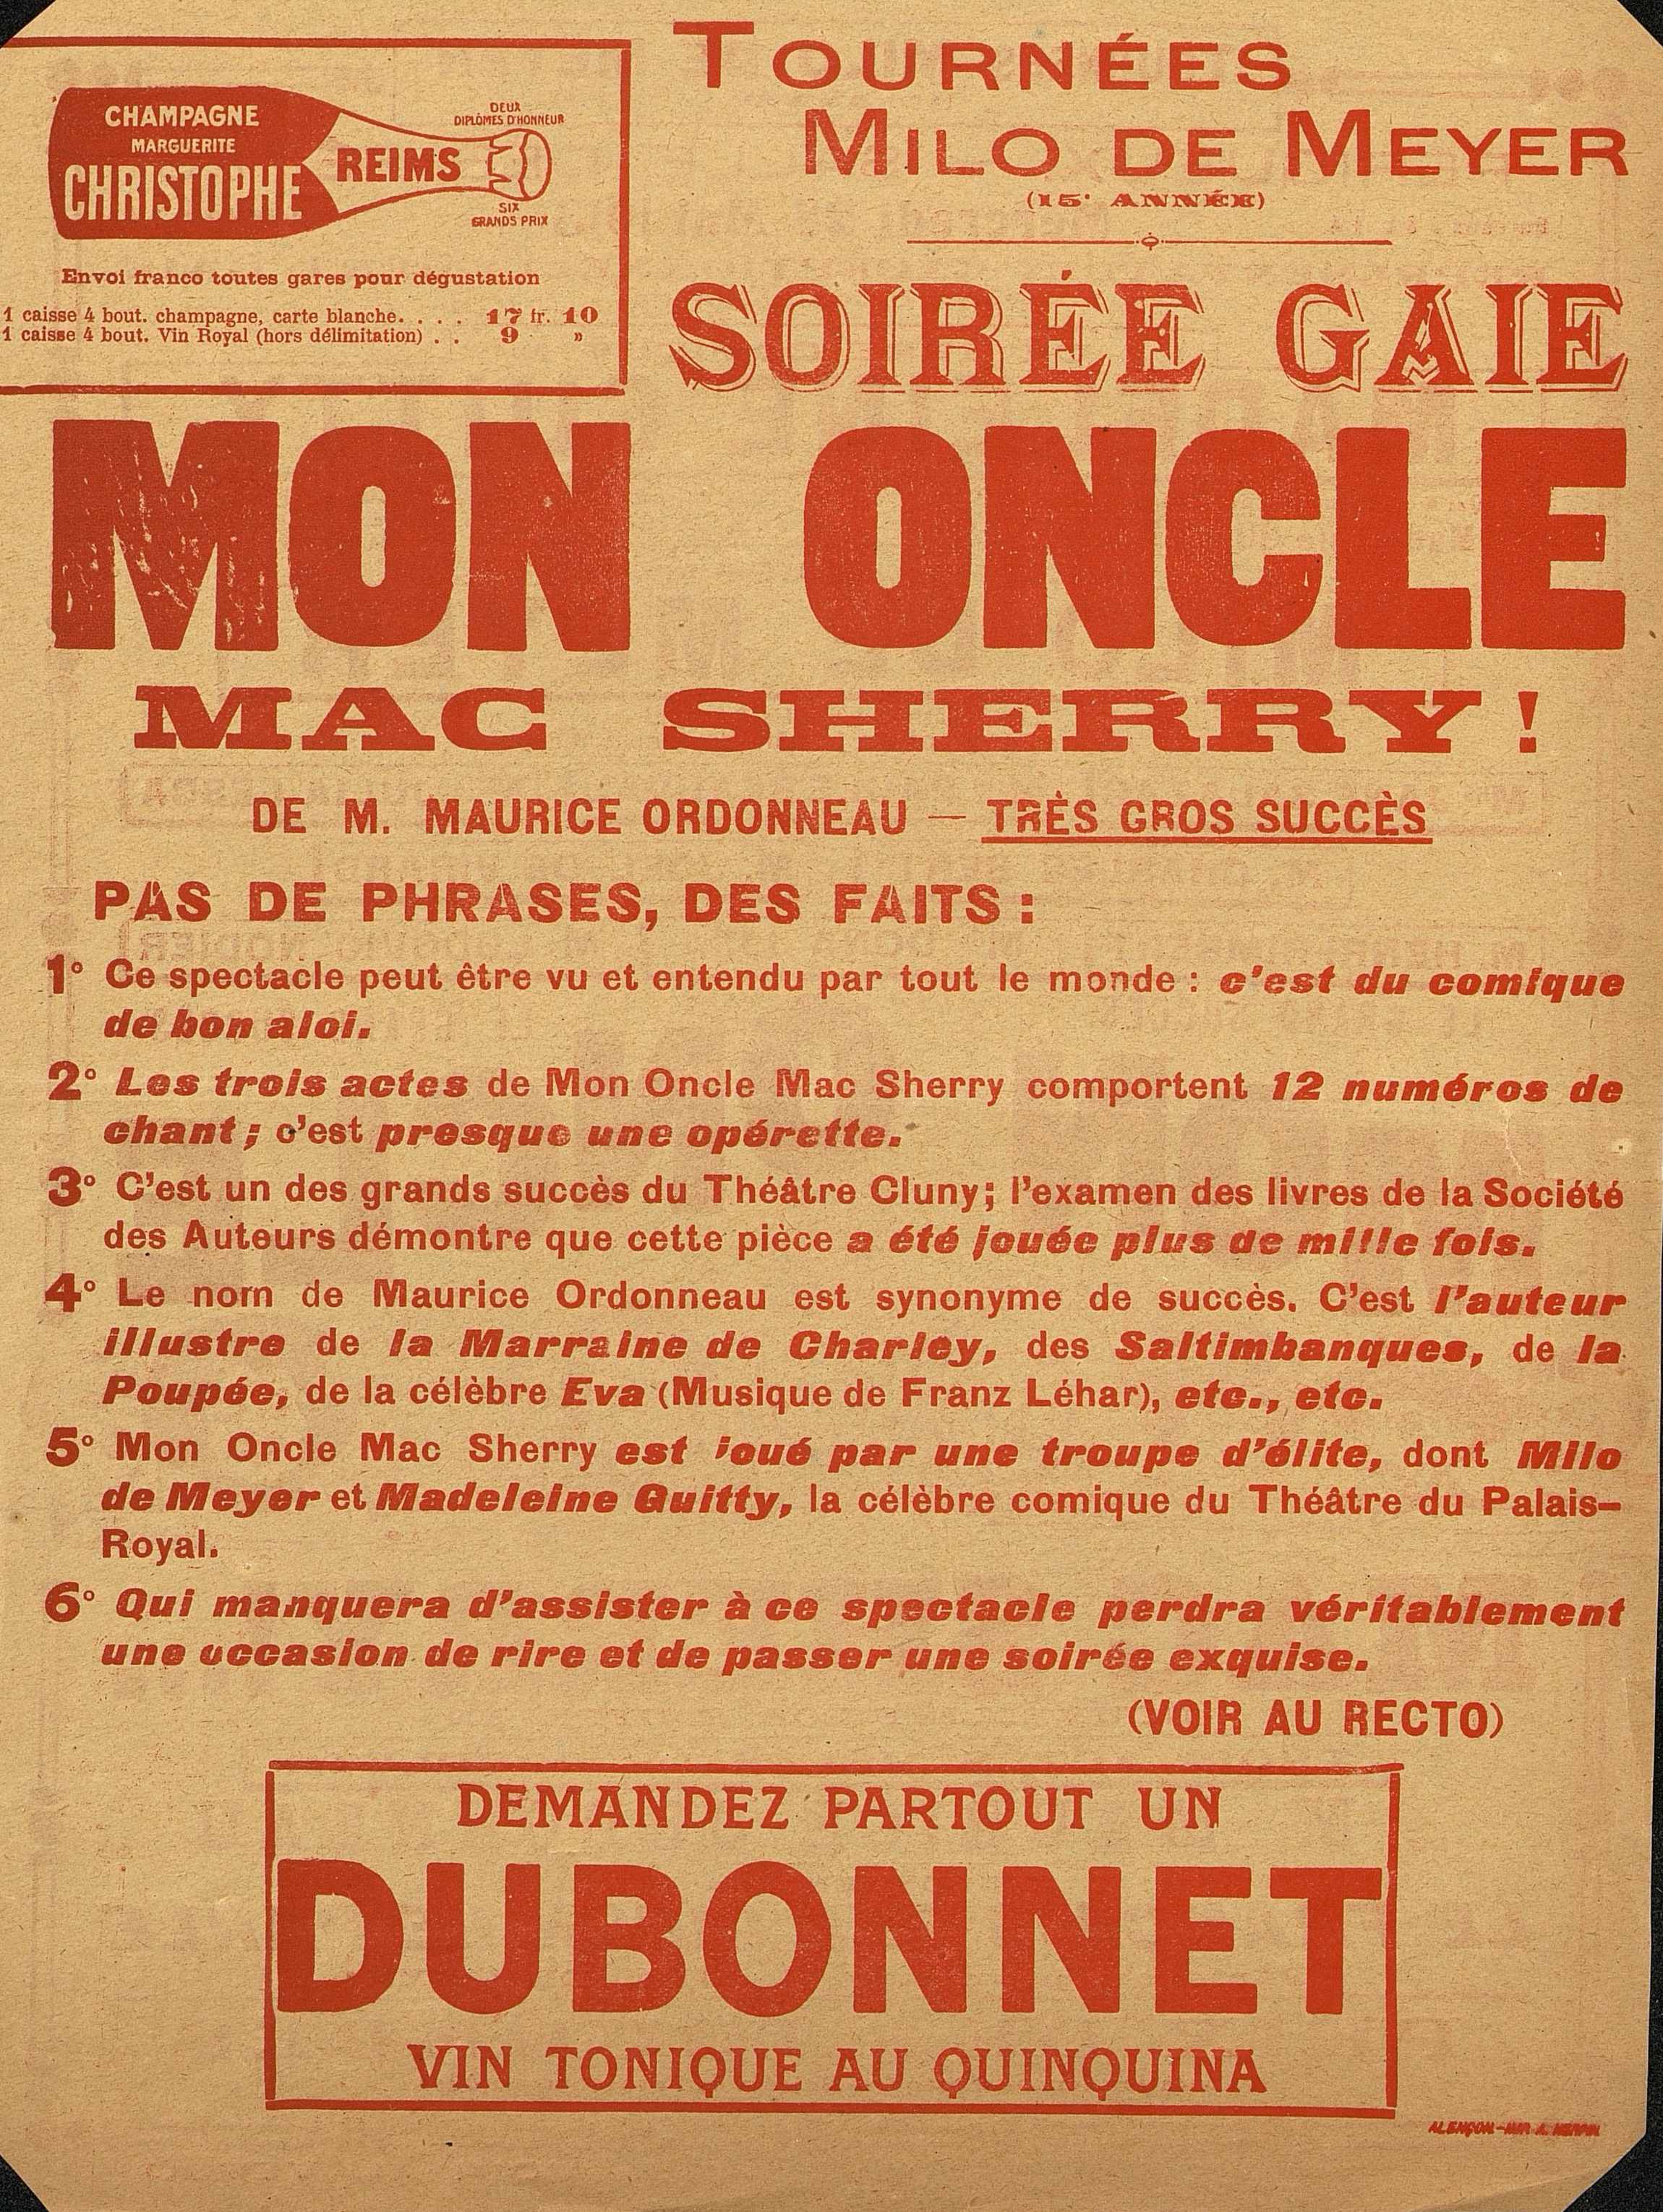 CHAMPAGNE
MARGUERITE
CHRISTOPHE
REIMS
DEUX
DIPLÔMES D'HONNEUR
SIX
GRANDS PRIX
Envoi franco toutes gares pour dégustation
1 caisse 4 bout. champagne, carte blanche. . . . 17 fr. 10
1 caisse 4 bout. Vin Royal (hors délimitation) . . 9 »
TOURNÉES
MILO DE MEYER
(15e ANNÉE)
SOIRÉE GAIE
MON ONCLE
MAC SHERRY !
DE M. MAURICE ORDONNEAU — TRÈS GROS SUCCÈS
PAS DE PHRASES, DES FAITS :
1° Ce spectacle peut être vu et entendu par tout le monde : c'est du comique
de bon aloi.
2° Les trois actes de Mon Oncle Mac Sherry comportent 12 numéros de
chant ; c'est presque une opérette.
3° C'est un des grands succès du Théâtre Cluny; l'examen des livres de la Société
des Auteurs démontre que cette pièce a été jouée plus de mille fois.
4° Le nom de Maurice Ordonneau est synonyme de succès. C'est l'auteur
illustre de la Marraine de Charley, des Saltimbanques, de la
Poupée, de la célèbre Eva (Musique de Franz Léhar), etc., etc.
5° Mon Oncle Mac Sherry est joué par une troupe d'élite, dont Milo
de Meyer et Madeleine Guitty, la célèbre comique du Théâtre du Palais-
Royal.
6° Qui manquera d'assister à ce spectacle perdra véritablement
une occasion de rire et de passer une soirée exquise.
(VOIR AU RECTO)
DEMANDEZ PARTOUT UN
DUBONNET
VIN TONIQUE AU QUINQUINA
ALENÇON.-IMP. A. HERPIN